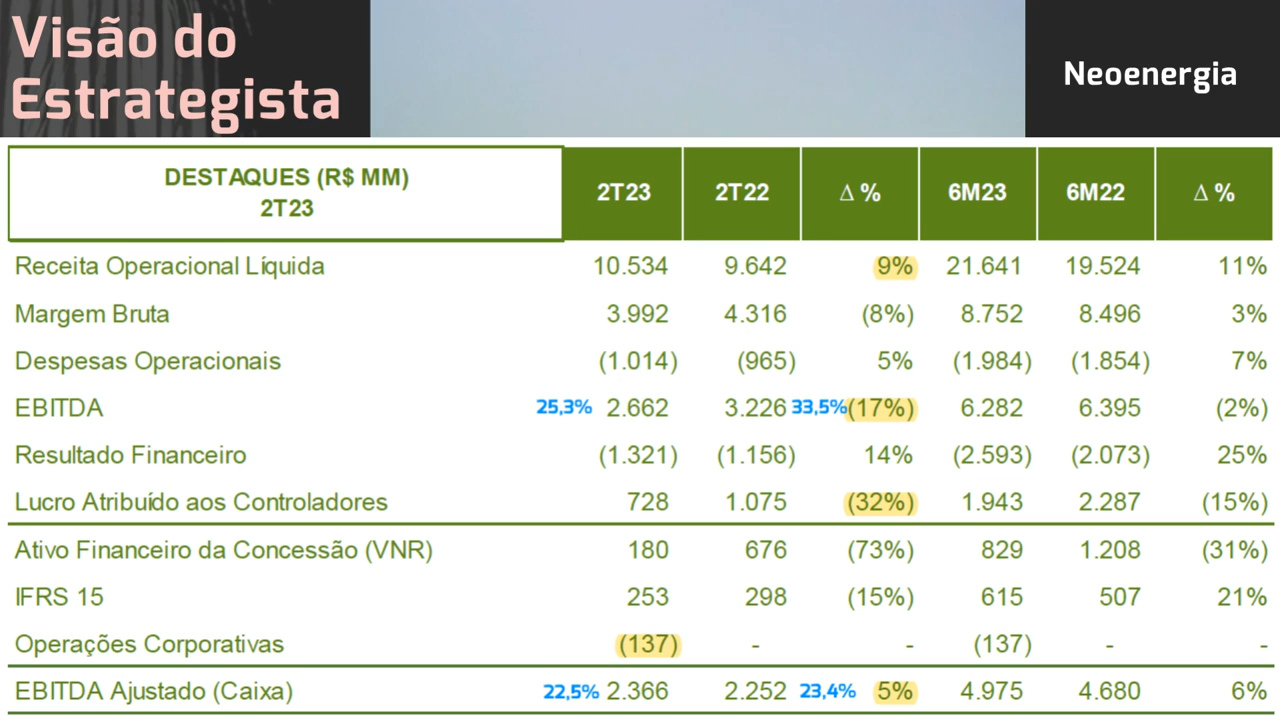 Visão do
Estrategista
Neoenergia
DESTAQUES (R$ MM)
2T23
2T23 2T22 Δ % 6M23 6M22 Δ %
Receita Operacional Líquida 10.534 9.642 9% 21.641 19.524 11%
Margem Bruta 3.992 4.316 (8%) 8.752 8.496 3%
Despesas Operacionais (1.014) (965) 5% (1.984) (1.854) 7%
EBITDA 25,3% 2.662 3.226 33,5% (17%) 6.282 6.395 (2%)
Resultado Financeiro (1.321) (1.156) 14% (2.593) (2.073) 25%
Lucro Atribuído aos Controladores 728 1.075 (32%) 1.943 2.287 (15%)
Ativo Financeiro da Concessão (VNR) 180 676 (73%) 829 1.208 (31%)
IFRS 15 253 298 (15%) 615 507 21%
Operações Corporativas (137) - - (137) - -
EBITDA Ajustado (Caixa) 22,5% 2.366 2.252 23,4% 5% 4.975 4.680 6%